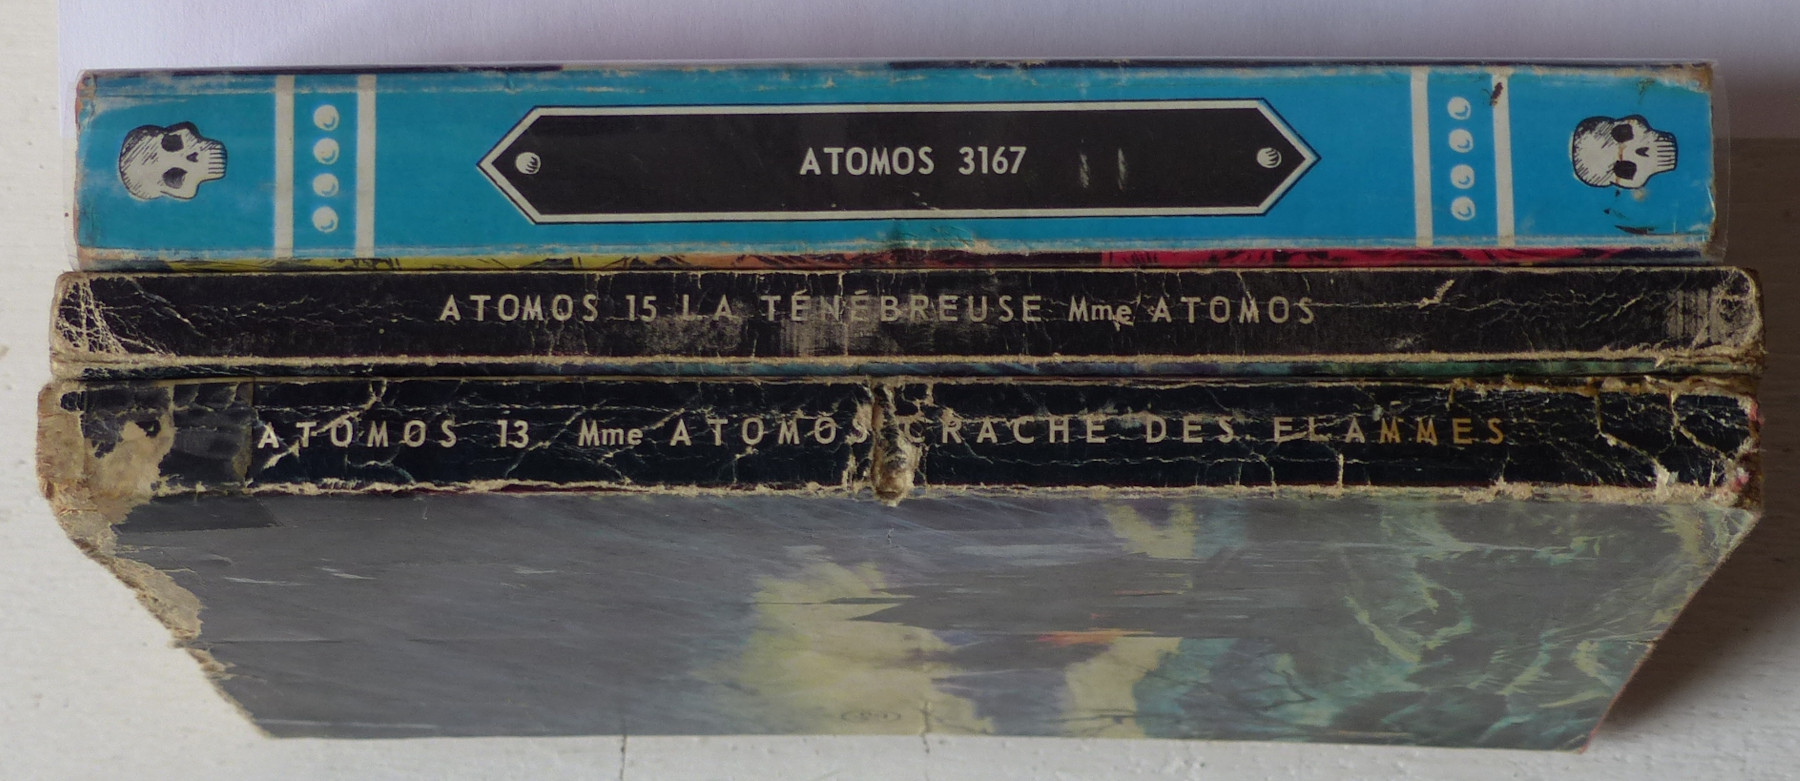 ATOMOS 3167
ATOMOS 15 LA TÉNÉBREUSE Mme ATOMOS
ATOMOS 13 Mme ATOMOS CRACHE DES FLAMMES